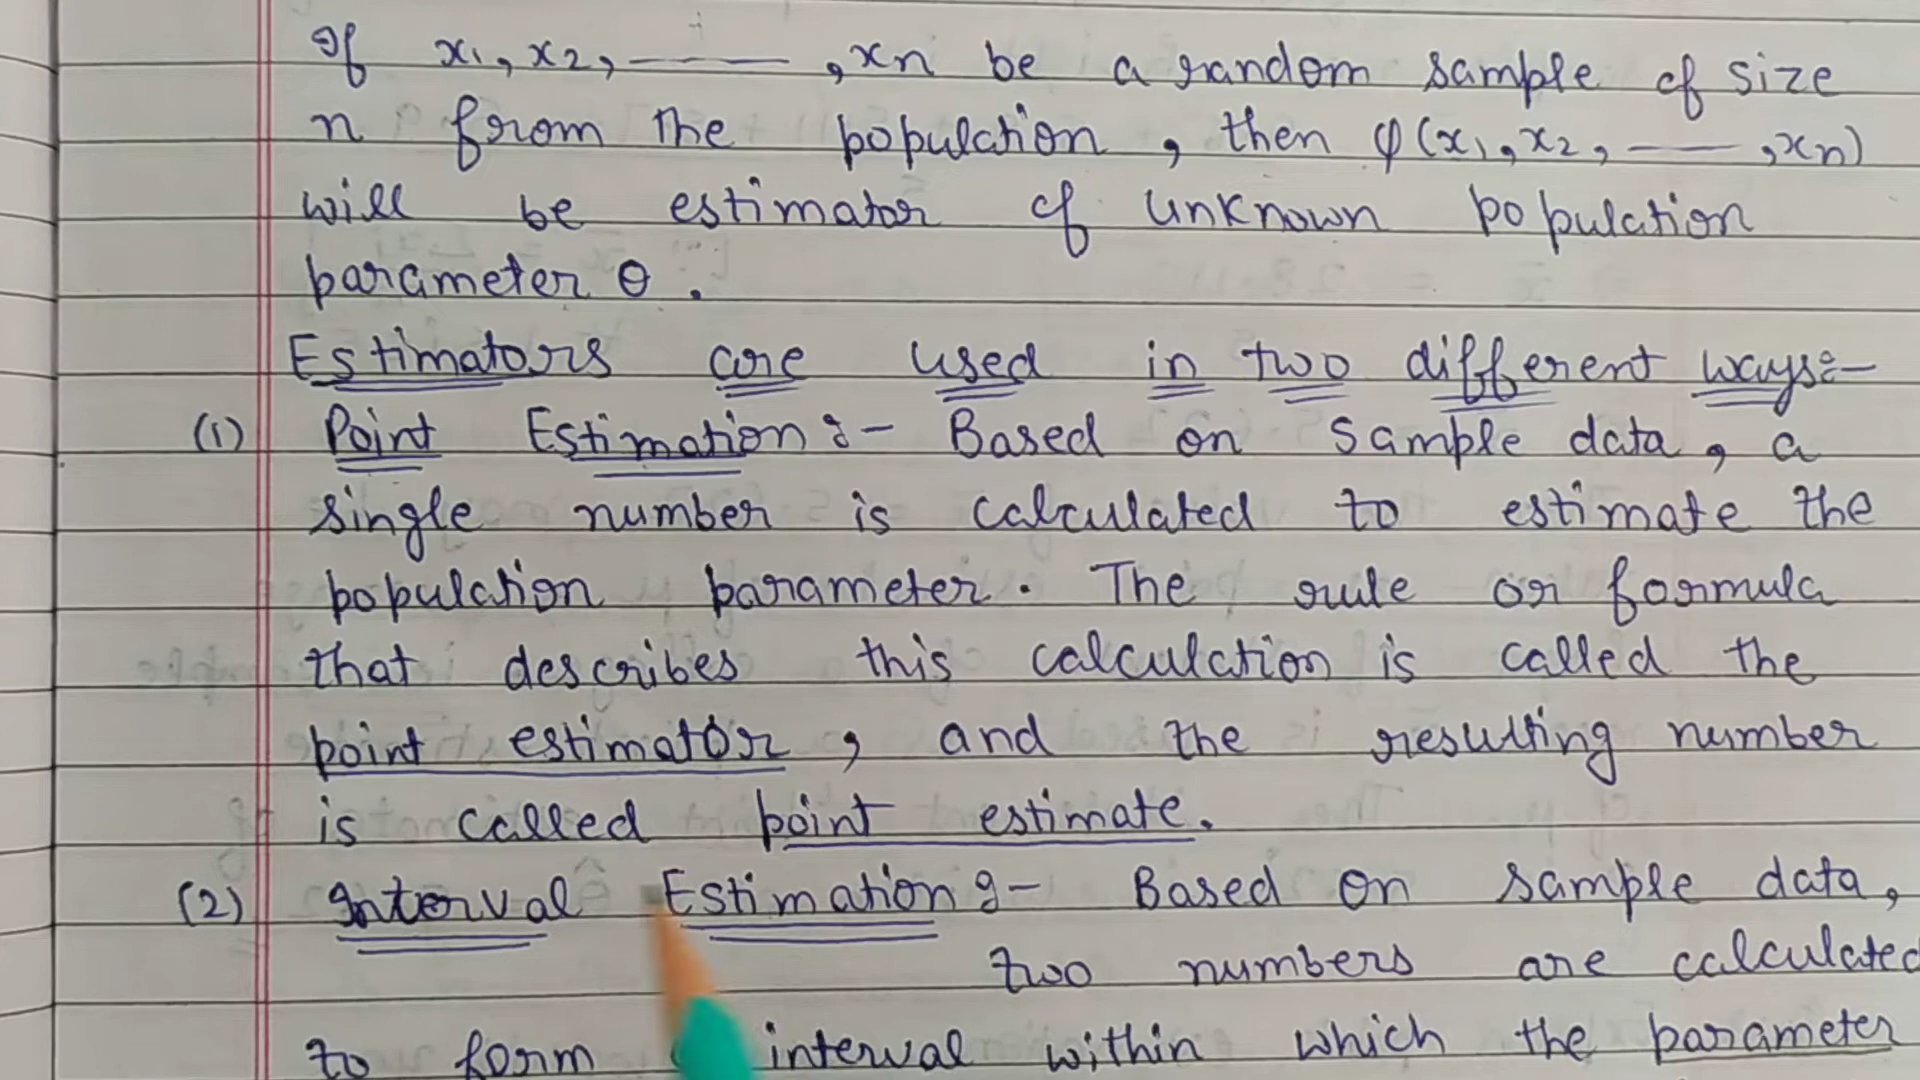 If x1, x2, ——— , xn be a random sample of size
n from the population, then φ(x1, x2, ——— , xn)
will be estimator of unknown population
parameter θ.
Estimators are used in two different ways:-
(1) Point Estimation:- Based on sample data, a
single number is calculated to estimate the
population parameter. The rule or formula
that describes this calculation is called the
point estimator, and the resulting number
is called point estimate.
(2) Interval Estimation:- Based on sample data,
two numbers are calculated
to form interval within which the parameter